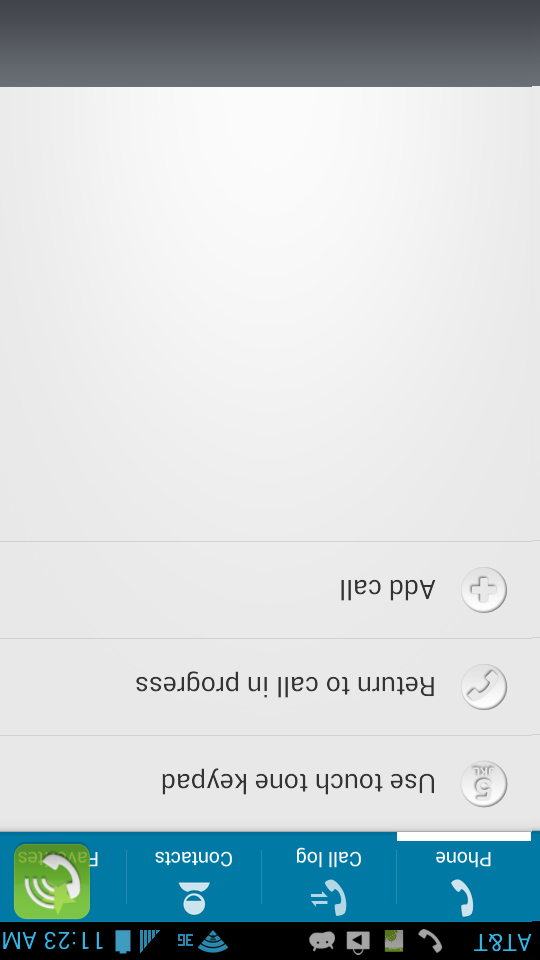 AT&T 3G 11:23 AM
Phone Call log Contacts Favorites
5 JKL Use touch tone keypad
Return to call in progress
Add call